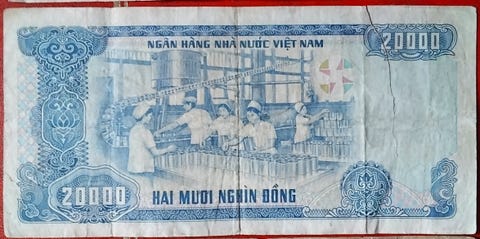 NGÂN HÀNG NHÀ NƯỚC VIỆT NAM
20000
20000
HAI MƯƠI NGHÌN ĐỒNG